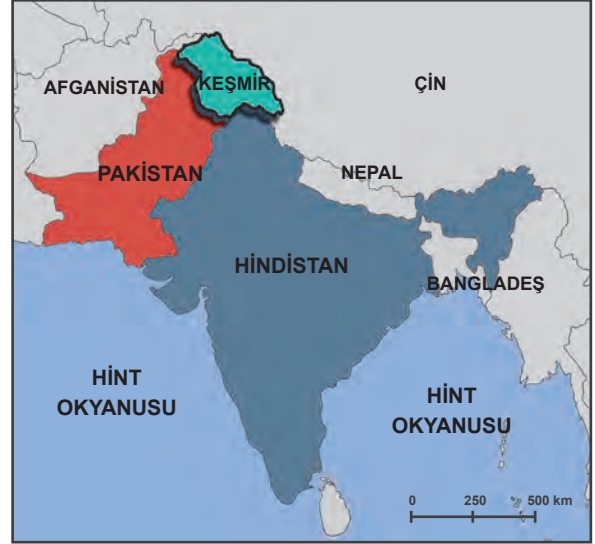 AFGANİSTAN
KEŞMİR
ÇİN
PAKİSTAN
NEPAL
HİNDİSTAN
BANGLADEŞ
HİNT
OKYANUSU
HİNT
OKYANUSU
0 250 500 km